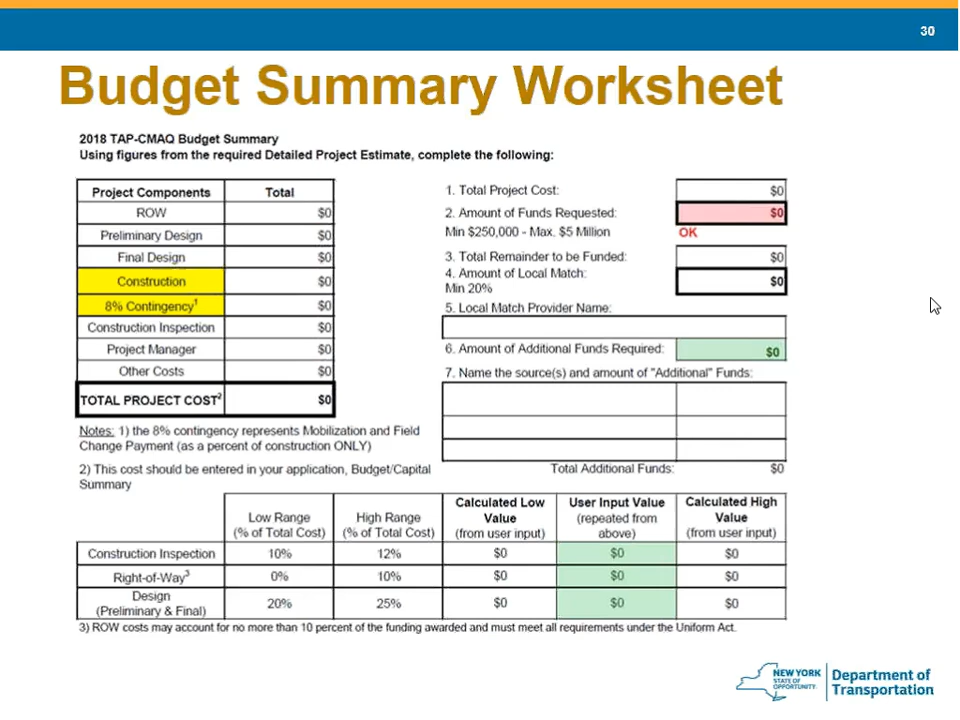 30
Budget Summary Worksheet
2018 TAP-CMAQ Budget Summary
Using figures from the required Detailed Project Estimate, complete the following:
Project Components Total
ROW $0
Preliminary Design $0
Final Design $0
Construction $0
8% Contingency1 $0
Construction Inspection $0
Project Manager $0
Other Costs $0
TOTAL PROJECT COST2 $0
Notes: 1) the 8% contingency represents Mobilization and Field
Change Payment (as a percent of construction ONLY)
2) This cost should be entered in your application, Budget/Capital
Summary
1. Total Project Cost: $0
2. Amount of Funds Requested: $0
Min $250,000 - Max. $5 Million OK
3. Total Remainder to be Funded: $0
4. Amount of Local Match: $0
Min 20%
5. Local Match Provider Name:
6. Amount of Additional Funds Required: $0
7. Name the source(s) and amount of "Additional" Funds:
Total Additional Funds: $0
Low Range
(% of Total Cost)
High Range
(% of Total Cost)
Calculated Low
Value
(from user input)
User Input Value
(repeated from
above)
Calculated High
Value
(from user input)
Construction Inspection 10% 12% $0 $0 $0
Right-of-Way3 0% 10% $0 $0 $0
Design
(Preliminary & Final) 20% 25% $0 $0 $0
3) ROW costs may account for no more than 10 percent of the funding awarded and must meet all requirements under the Uniform Act.
NEW YORK
STATE OF
OPPORTUNITY.
Department of
Transportation